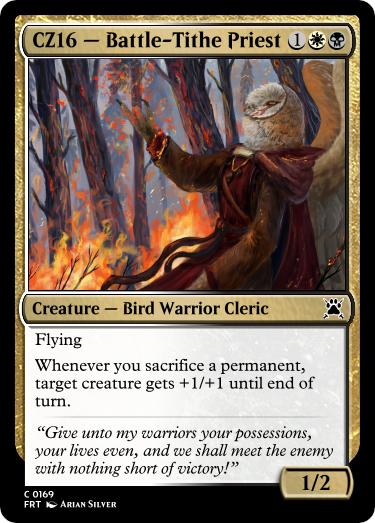 CZ16 — Battle-Tithe Priest 1
Creature — Bird Warrior Cleric
Flying
Whenever you sacrifice a permanent,
target creature gets +1/+1 until end of
turn.
“Give unto my warriors your possessions,
your lives even, and we shall meet the enemy
with nothing short of victory!”
1/2
C 0169
FRT Arian Silver